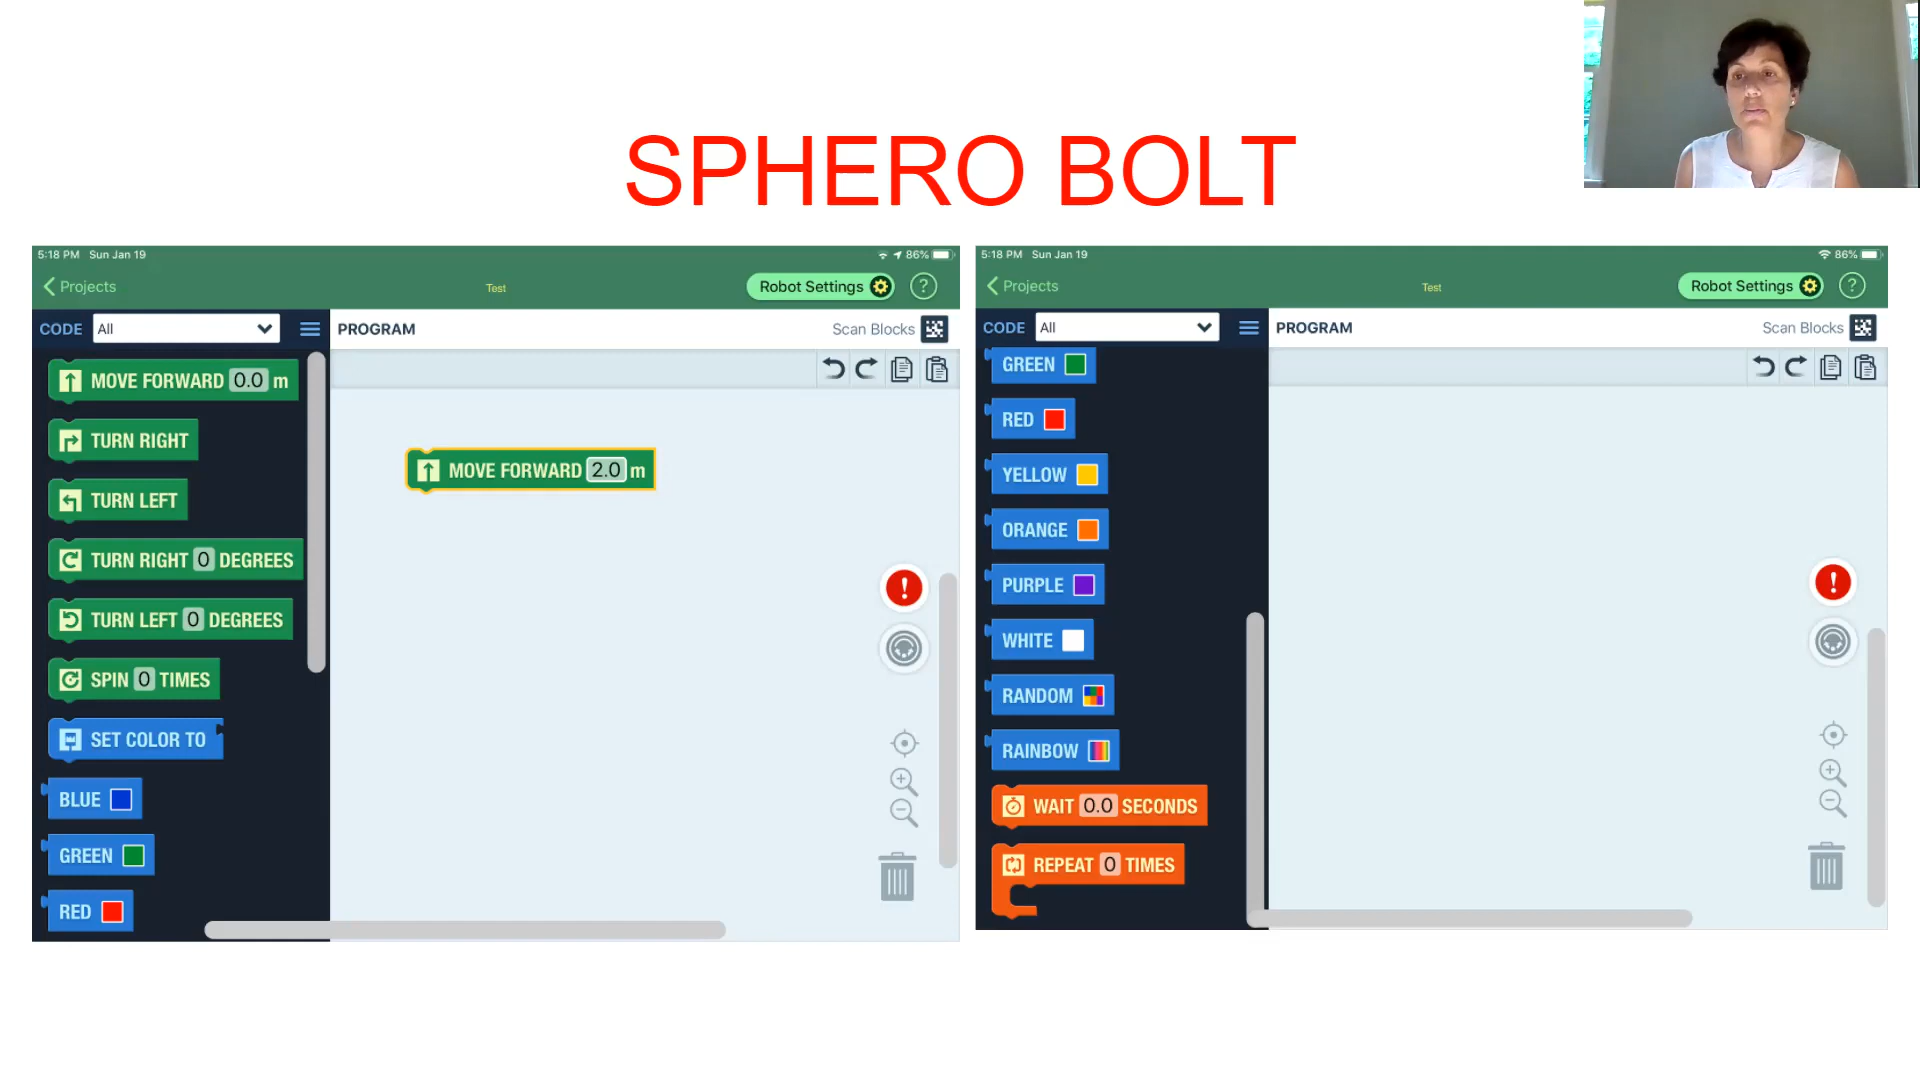 SPHERO BOLT
5:18 PM Sun Jan 19
86%
Projects
Test
Robot Settings
?
CODE
All
PROGRAM
Scan Blocks
MOVE FORWARD 0.0 m
TURN RIGHT
TURN LEFT
TURN RIGHT 0 DEGREES
TURN LEFT 0 DEGREES
SPIN 0 TIMES
SET COLOR TO
BLUE
GREEN
RED
MOVE FORWARD 2.0 m
!
5:18 PM Sun Jan 19
86%
Projects
Test
Robot Settings
?
CODE
All
PROGRAM
Scan Blocks
GREEN
RED
YELLOW
ORANGE
PURPLE
WHITE
RANDOM
RAINBOW
WAIT 0.0 SECONDS
REPEAT 0 TIMES
!